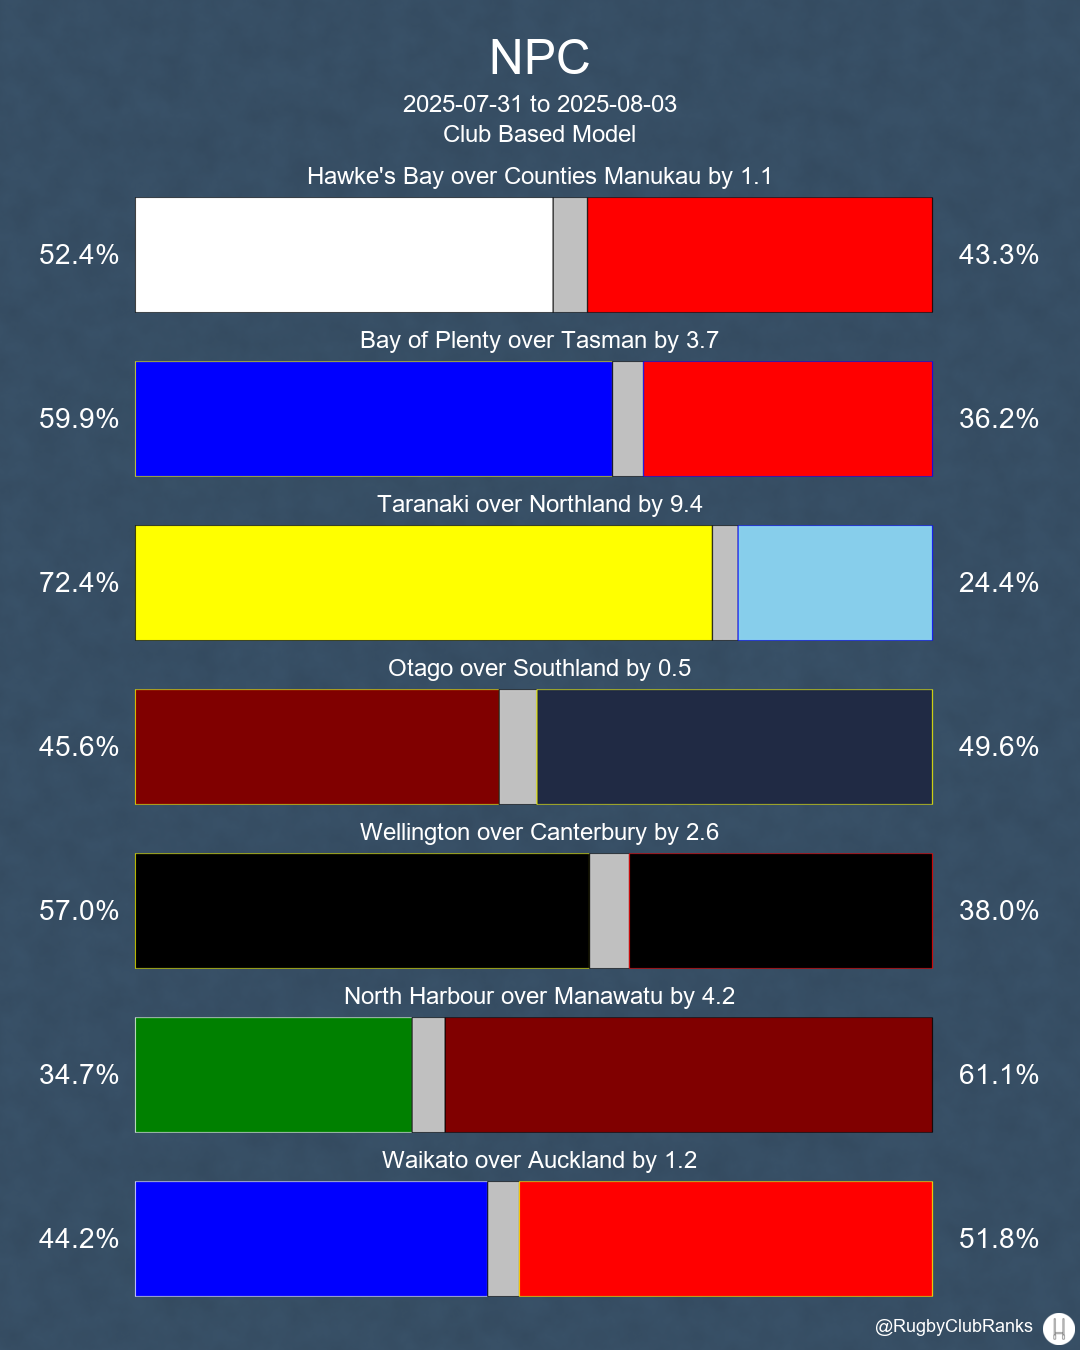 NPC
2025-07-31 to 2025-08-03
Club Based Model
Hawke's Bay over Counties Manukau by 1.1
52.4% 43.3%
Bay of Plenty over Tasman by 3.7
59.9% 36.2%
Taranaki over Northland by 9.4
72.4% 24.4%
Otago over Southland by 0.5
45.6% 49.6%
Wellington over Canterbury by 2.6
57.0% 38.0%
North Harbour over Manawatu by 4.2
34.7% 61.1%
Waikato over Auckland by 1.2
44.2% 51.8%
@RugbyClubRanks